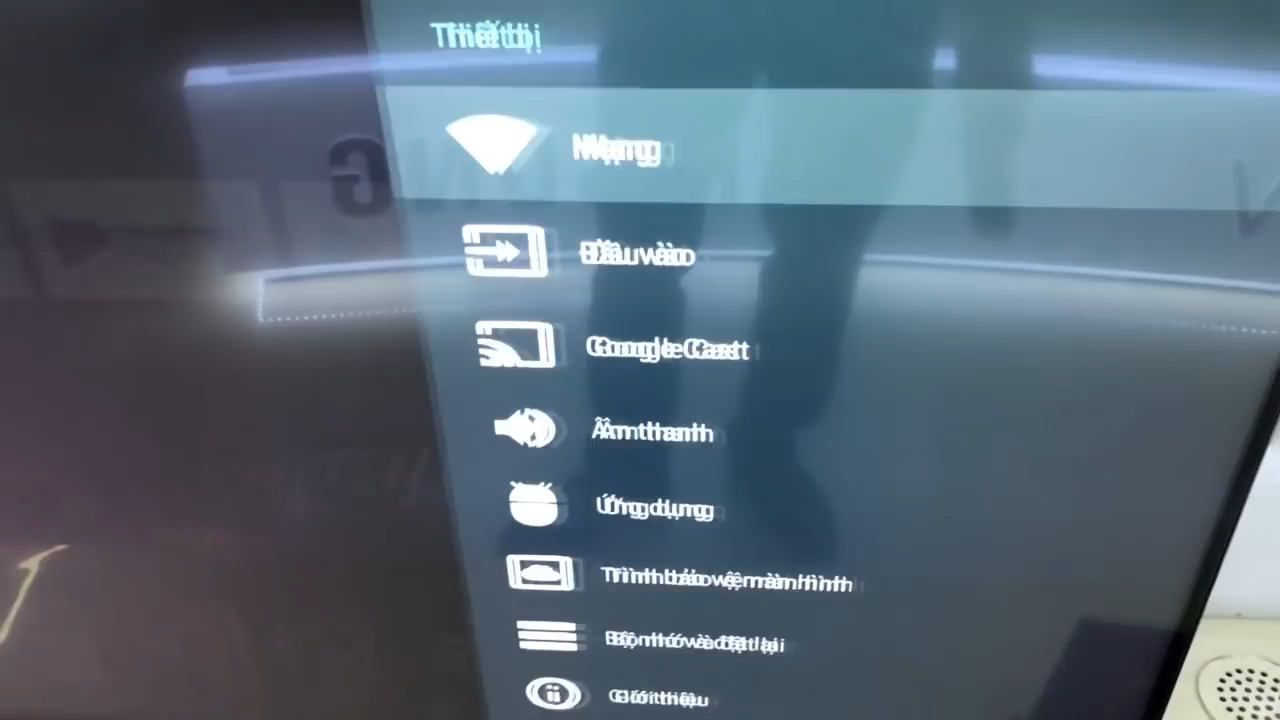 Thiết bị
Mạng
Đầu vào
Google Cast
Âm thanh
Ứng dụng
Trình bảo vệ màn hình
Bộ nhớ và đặt lại
Giới thiệu